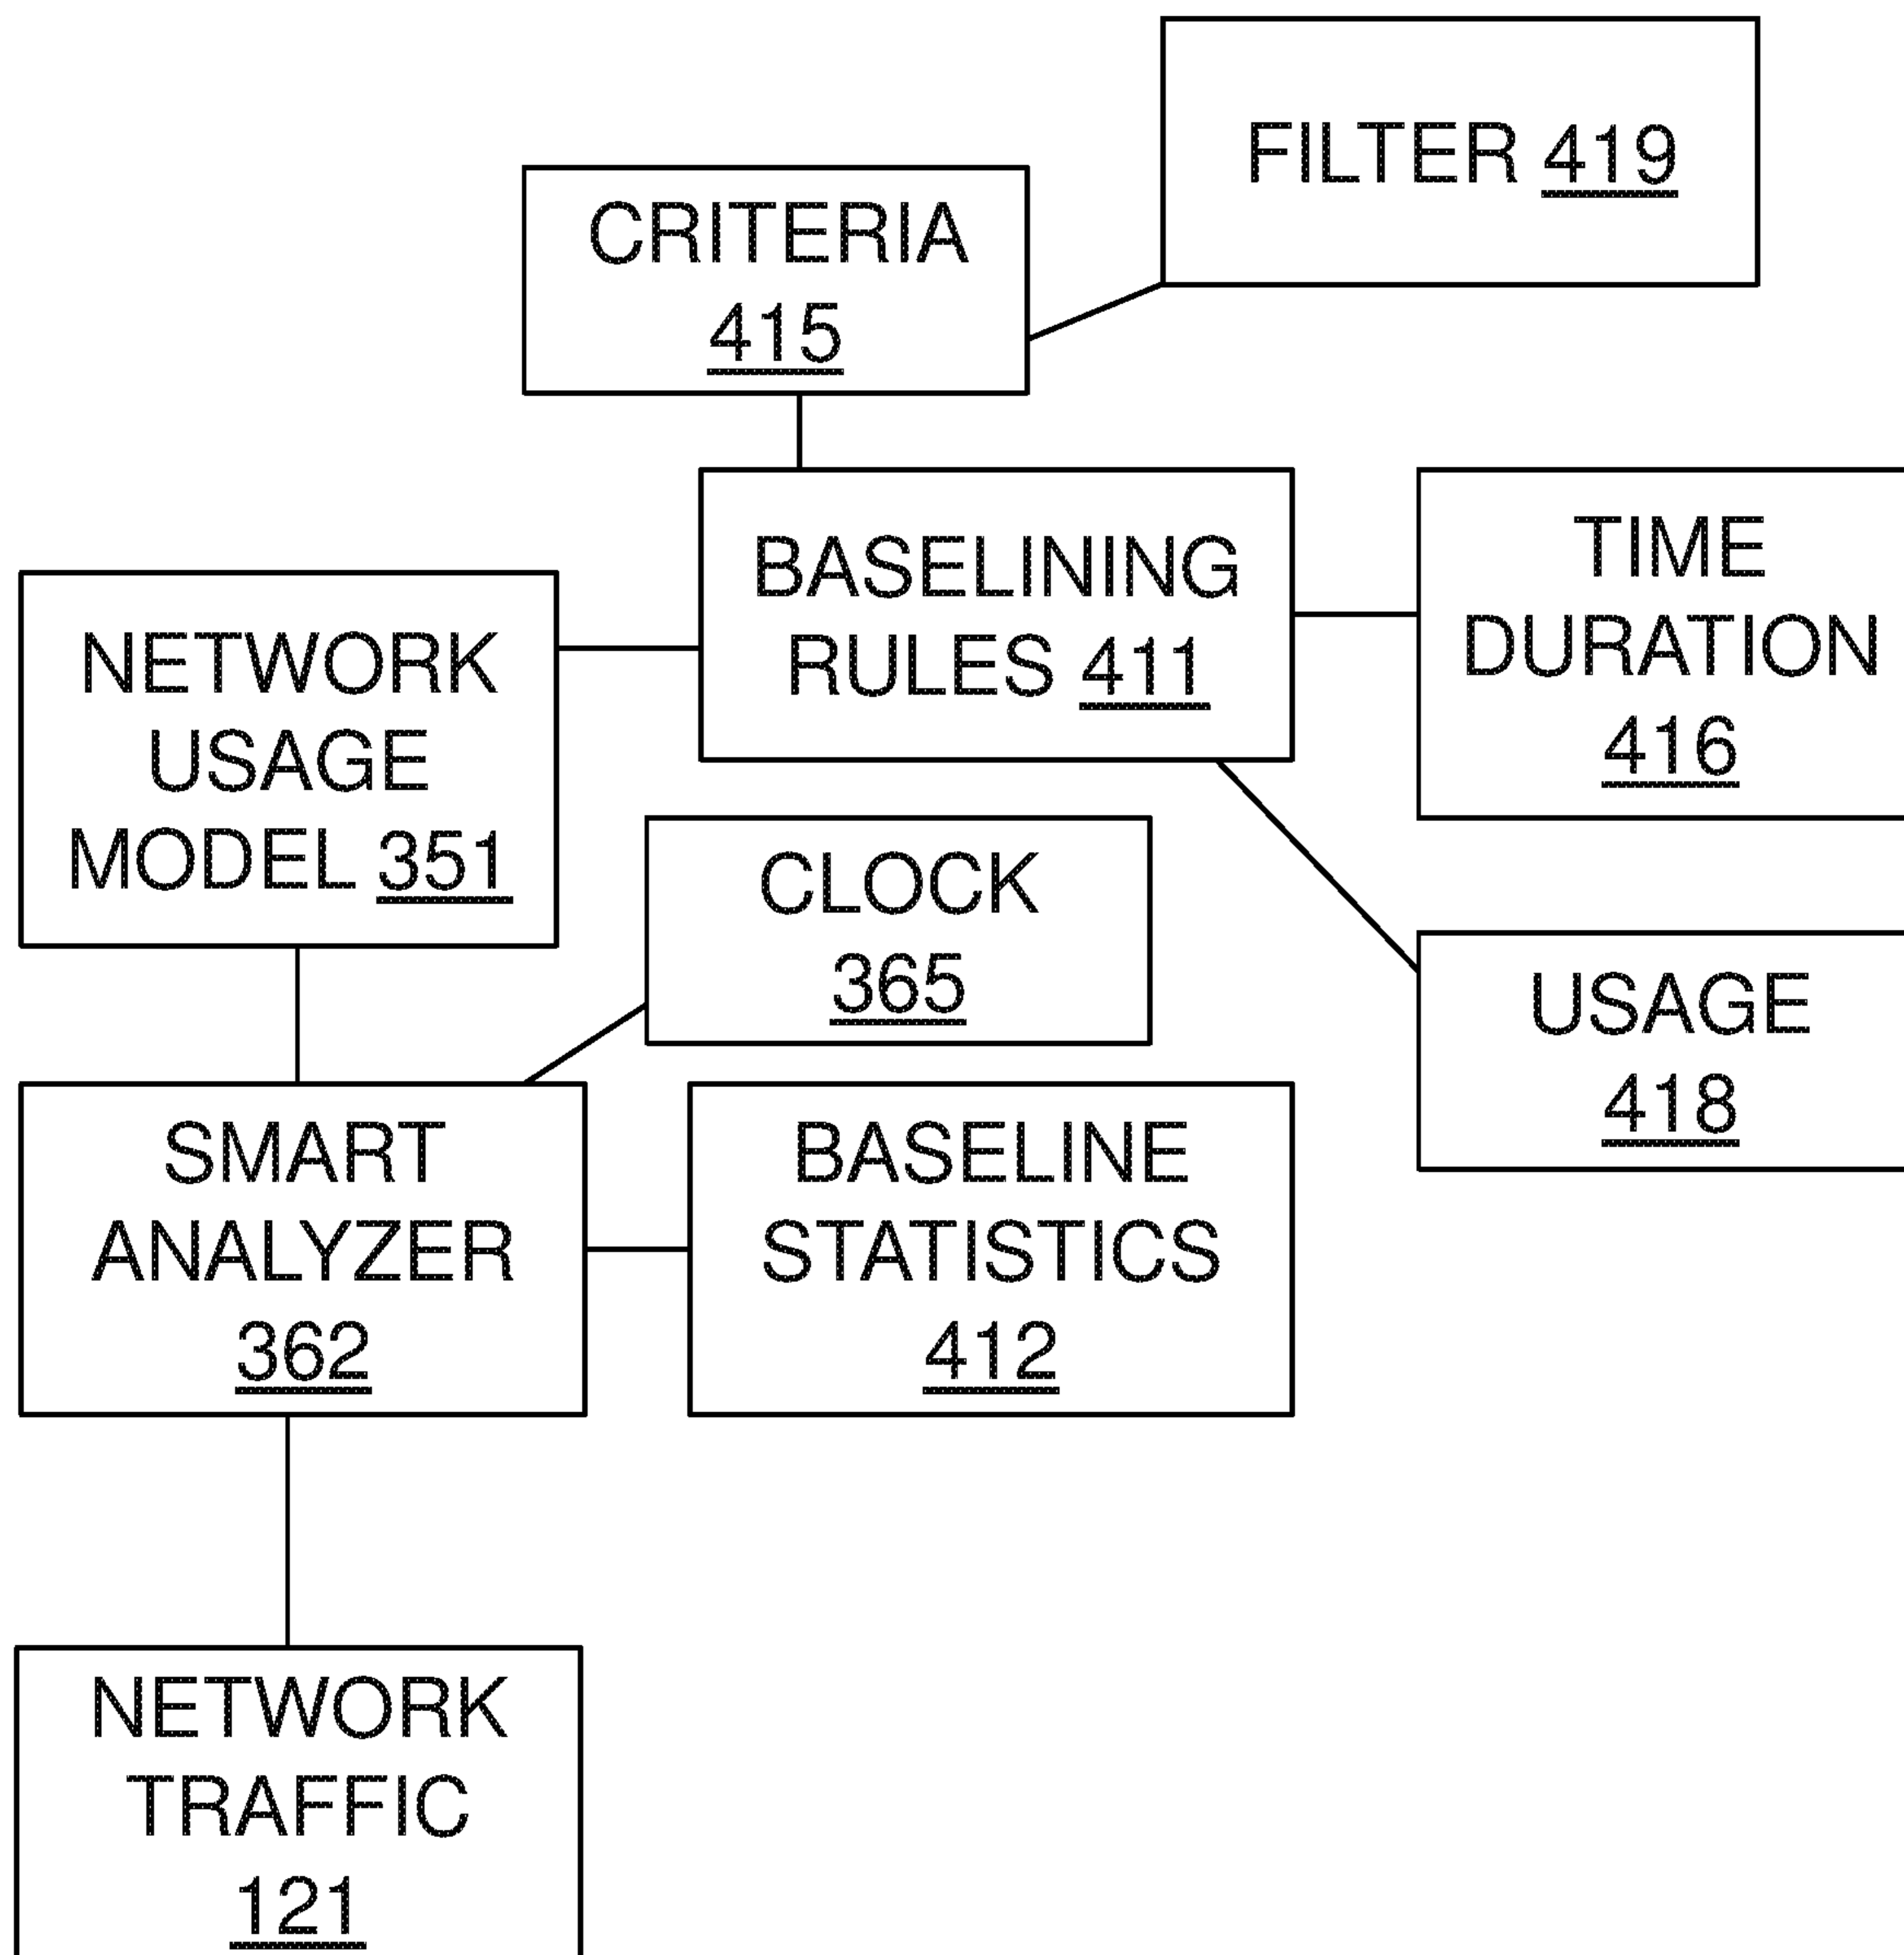 FILTER 419
CRITERIA
415
BASELINING
RULES 411
TIME
DURATION
416
NETWORK
USAGE
MODEL 351
CLOCK
365
USAGE
418
SMART
ANALYZER
362
BASELINE
STATISTICS
412
NETWORK
TRAFFIC
121